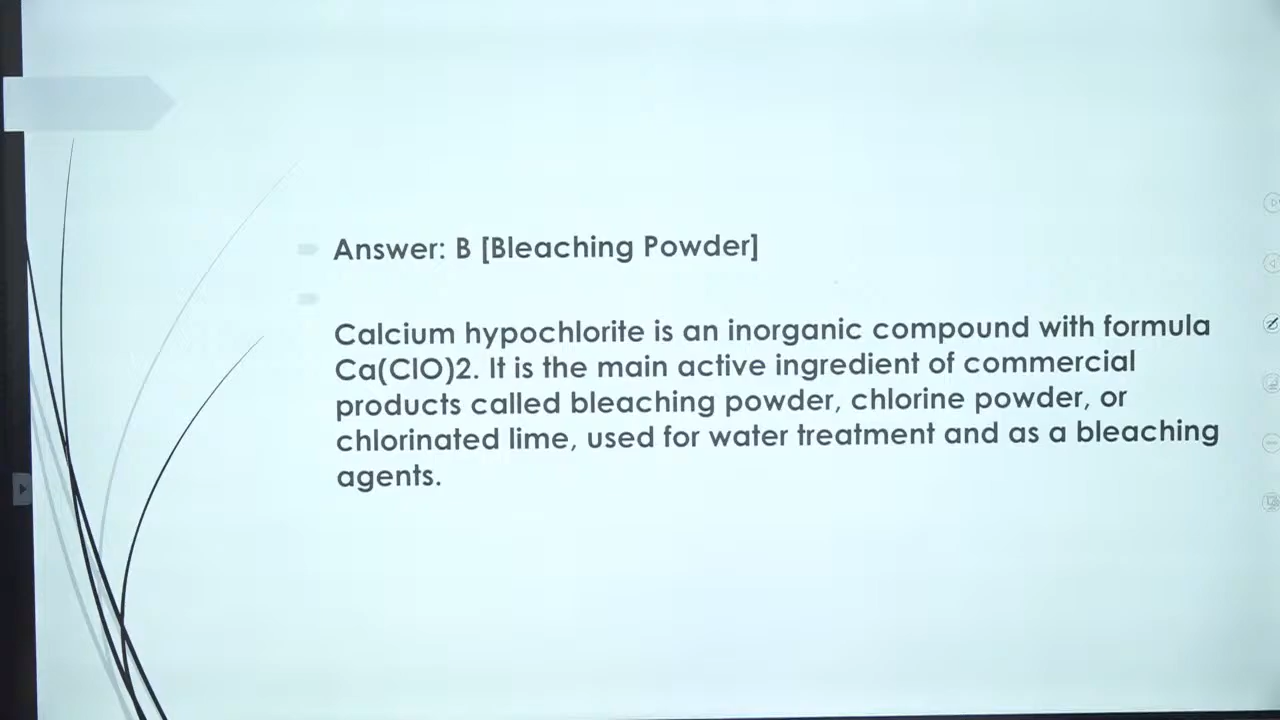 Answer: B [Bleaching Powder]
Calcium hypochlorite is an inorganic compound with formula
Ca(ClO)2. It is the main active ingredient of commercial
products called bleaching powder, chlorine powder, or
chlorinated lime, used for water treatment and as a bleaching
agents.